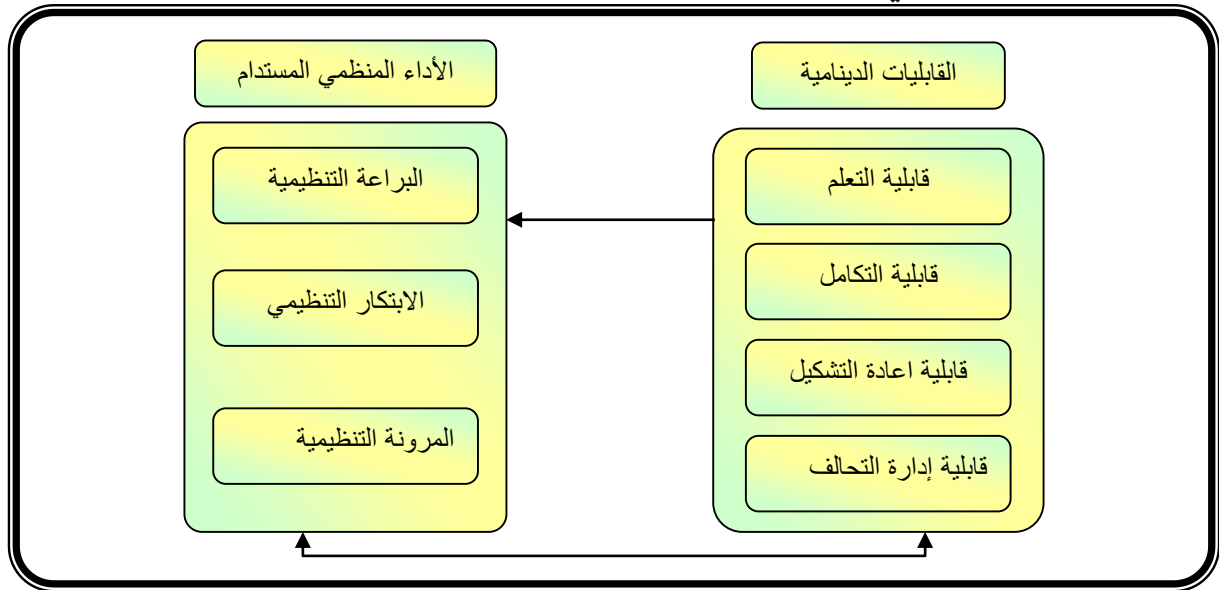 القابليات الدينامية
قابلية التعلم
قابلية التكامل
قابلية اعادة التشكيل
قابلية إدارة التحالف
الأداء المنظمي المستدام
البراعة التنظيمية
الابتكار التنظيمي
المرونة التنظيمية